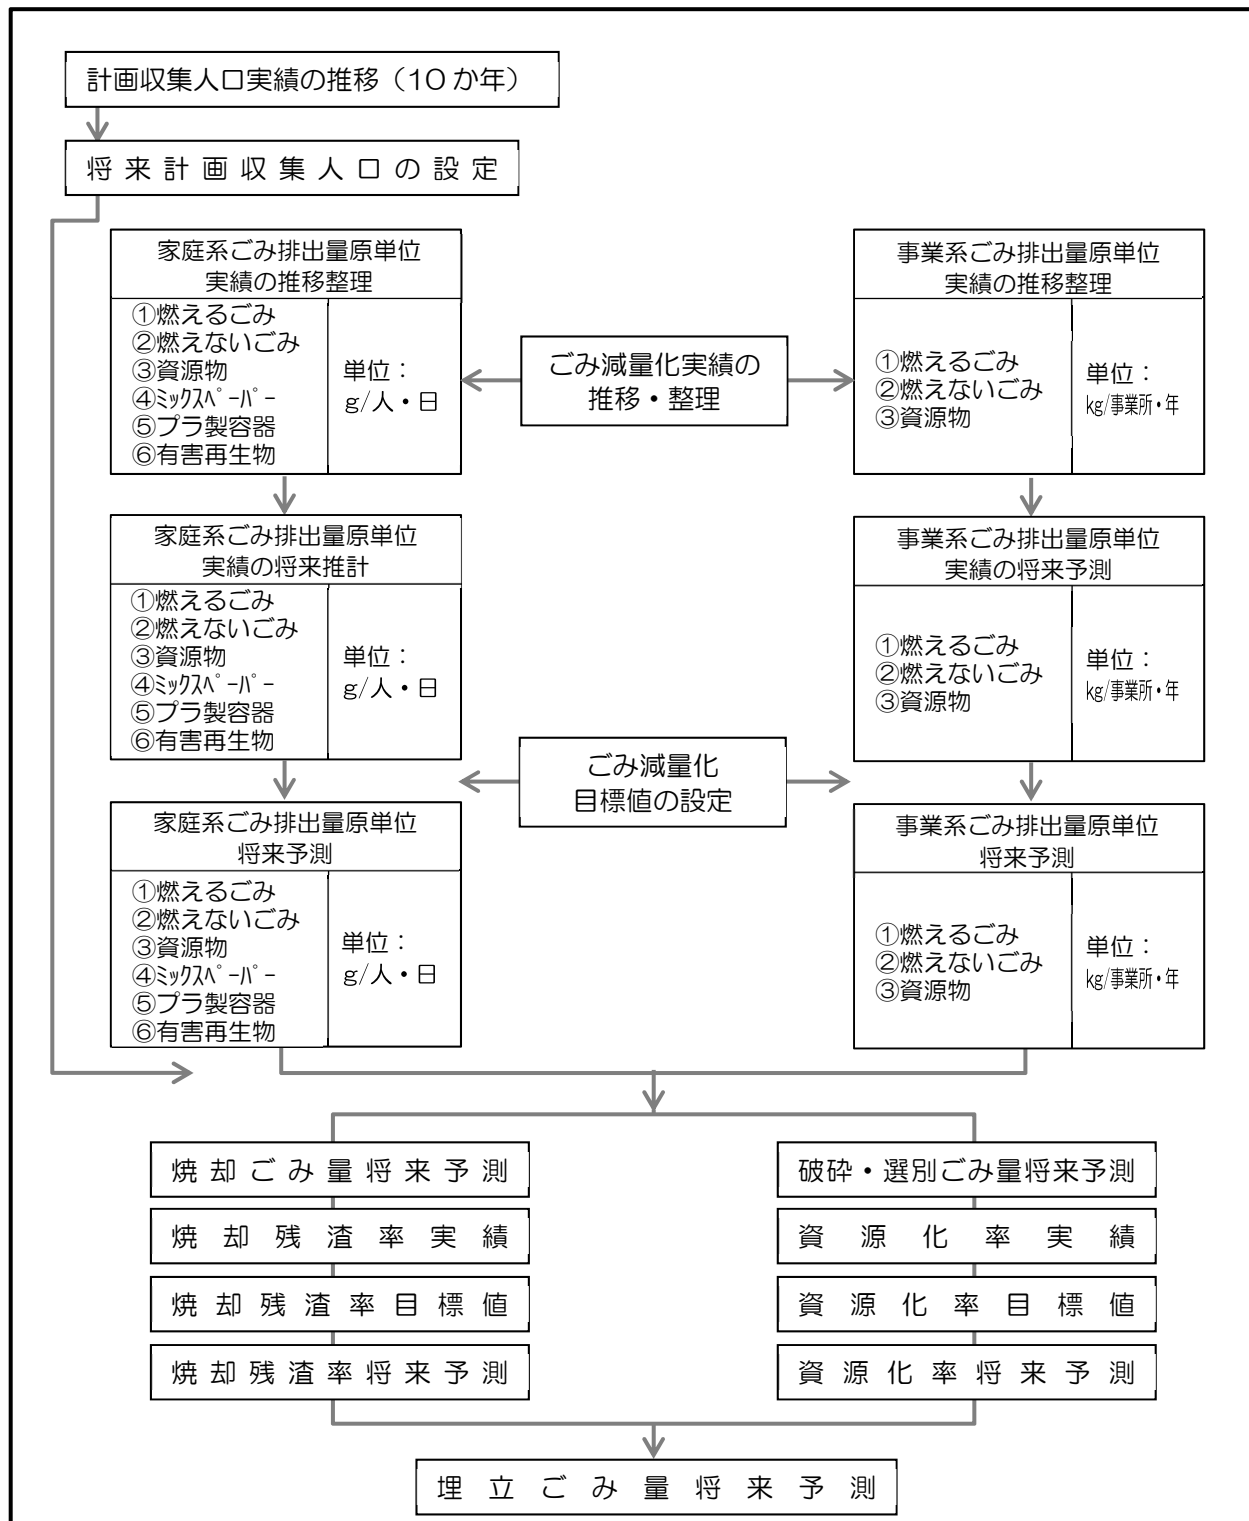 計画収集人口実績の推移（10か年）
将来計画収集人口の設定
家庭系ごみ排出量原単位
実績の推移整理
①燃えるごみ
②燃えないごみ
③資源物
④ﾐｯｸｽﾍﾟｰﾊﾟｰ
⑤プラ製容器
⑥有害再生物
単位：
g/人・日
ごみ減量化実績の
推移・整理
事業系ごみ排出量原単位
実績の推移整理
①燃えるごみ
②燃えないごみ
③資源物
単位：
kg/事業所・年
家庭系ごみ排出量原単位
実績の将来推計
①燃えるごみ
②燃えないごみ
③資源物
④ﾐｯｸｽﾍﾟｰﾊﾟｰ
⑤プラ製容器
⑥有害再生物
単位：
g/人・日
事業系ごみ排出量原単位
実績の将来予測
①燃えるごみ
②燃えないごみ
③資源物
単位：
kg/事業所・年
ごみ減量化
目標値の設定
家庭系ごみ排出量原単位
将来予測
①燃えるごみ
②燃えないごみ
③資源物
④ﾐｯｸｽﾍﾟｰﾊﾟｰ
⑤プラ製容器
⑥有害再生物
単位：
g/人・日
事業系ごみ排出量原単位
将来予測
①燃えるごみ
②燃えないごみ
③資源物
単位：
kg/事業所・年
焼却ごみ量将来予測
焼却残渣率実績
焼却残渣率目標値
焼却残渣率将来予測
破砕・選別ごみ量将来予測
資源化率実績
資源化率目標値
資源化率将来予測
埋立ごみ量将来予測